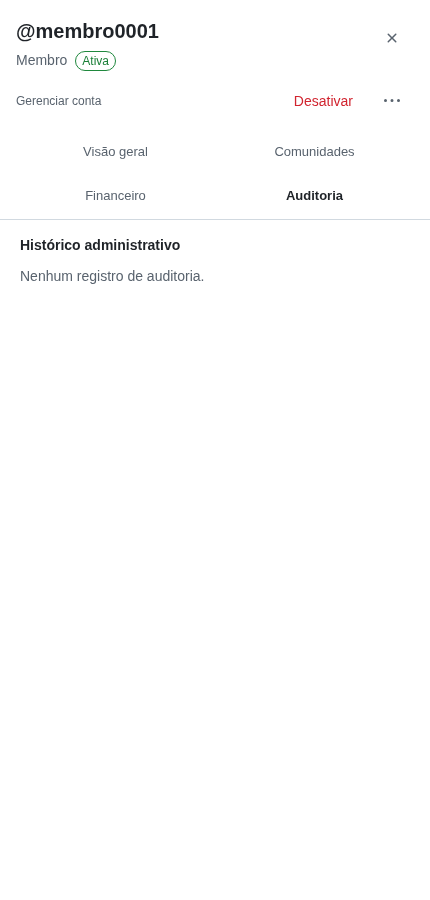 @membro0001
Membro Ativa
Gerenciar conta Desativar ···
Visão geral Comunidades
Financeiro Auditoria
Histórico administrativo
Nenhum registro de auditoria.